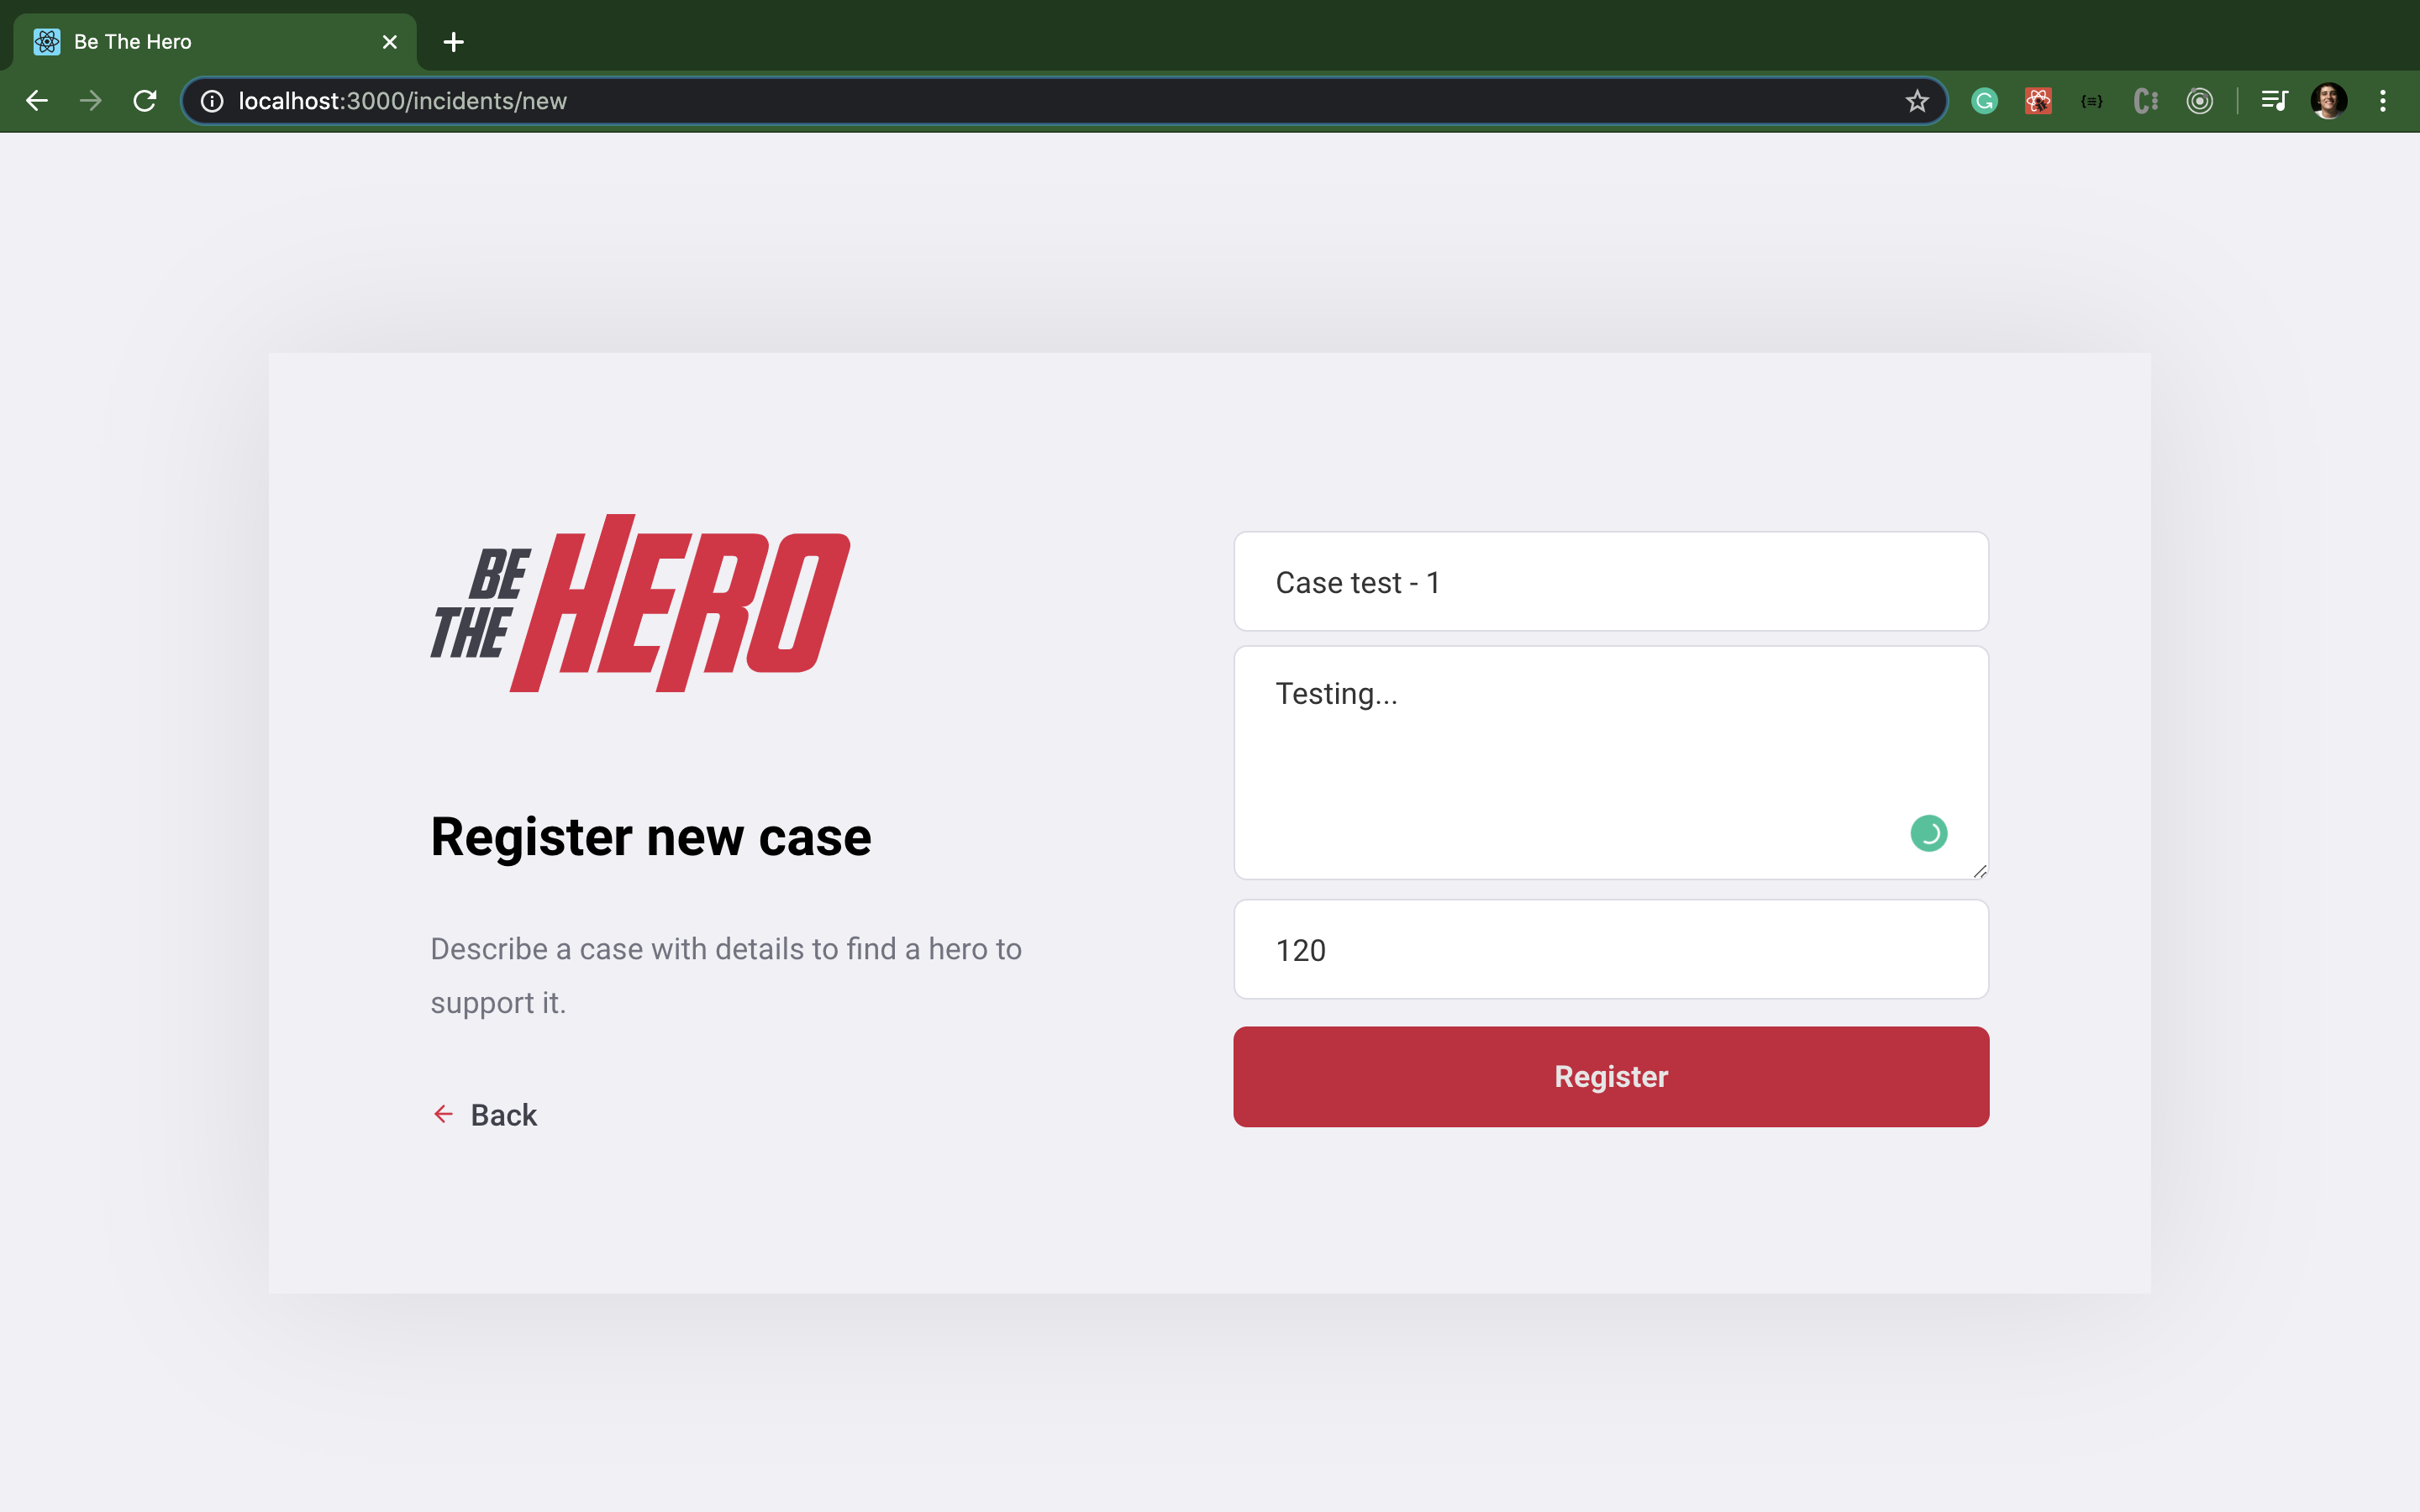 Be The Hero
localhost:3000/incidents/new
BE
THE
HERO
Case test - 1
Testing...
Register new case
Describe a case with details to find a hero to
support it.
120
Register
Back